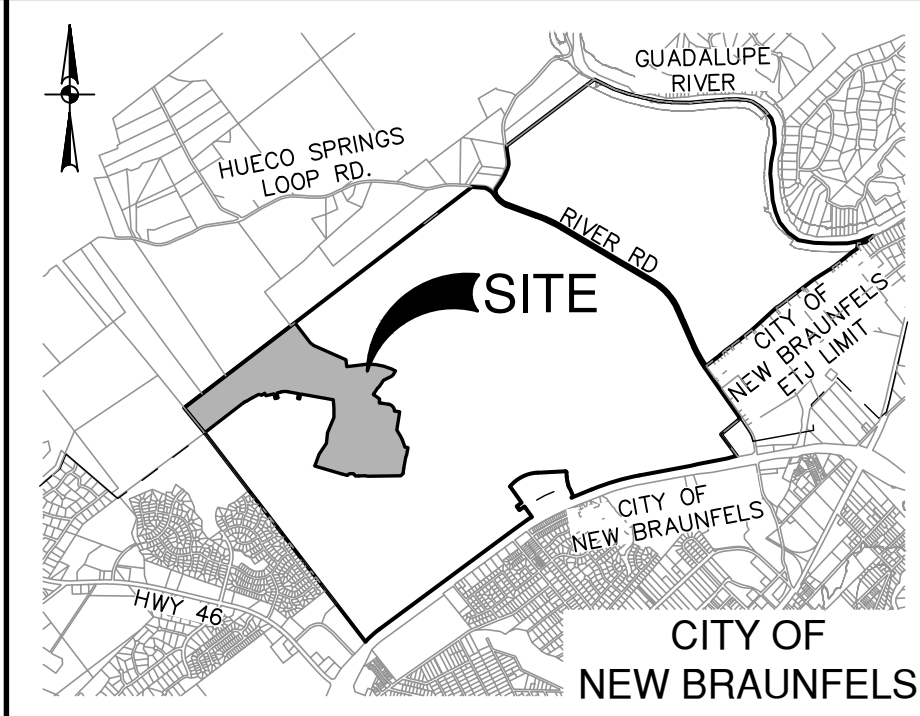 GUADALUPE
RIVER
HUECO SPRINGS
LOOP RD.
RIVER RD
SITE
CITY OF
NEW BRAUNFELS
ETJ LIMIT
CITY OF
NEW BRAUNFELS
HWY 46
CITY OF
NEW BRAUNFELS